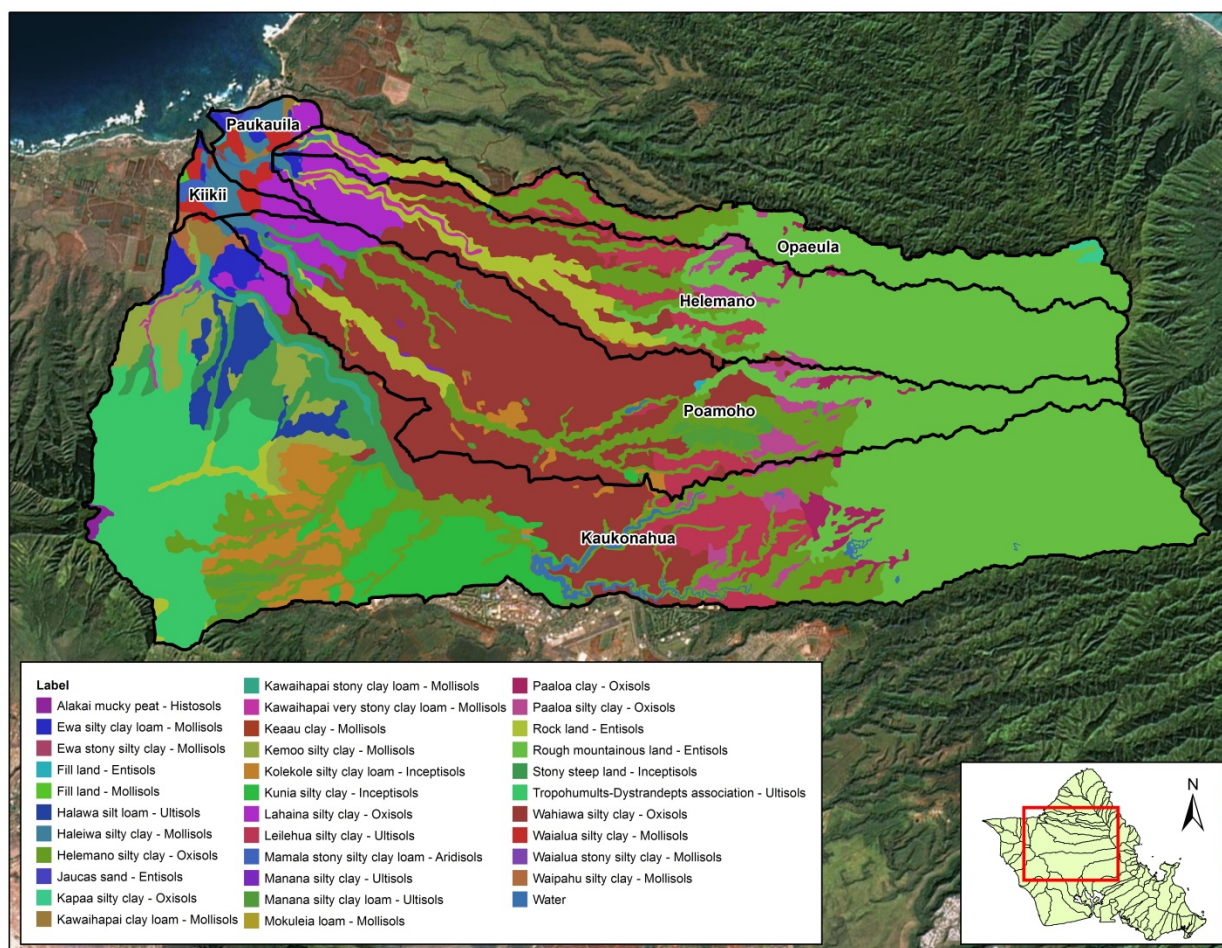 Paukauila
Kiikii
Opaeula
Helemano
Poamoho
Kaukonahua
Label
Alakai mucky peat - Histosols
Ewa silty clay loam - Mollisols
Ewa stony silty clay - Mollisols
Fill land - Entisols
Fill land - Mollisols
Halawa silt loam - Ultisols
Haleiwa silty clay - Mollisols
Helemano silty clay - Oxisols
Jaucas sand - Entisols
Kapaa silty clay - Oxisols
Kawaihapai clay loam - Mollisols
Kawaihapai stony clay loam - Mollisols
Kawaihapai very stony clay loam - Mollisols
Keaau clay - Mollisols
Kemoo silty clay - Mollisols
Kolekole silty clay loam - Inceptisols
Kunia silty clay - Inceptisols
Lahaina silty clay - Oxisols
Leilehua silty clay - Ultisols
Mamala stony silty clay loam - Aridisols
Manana silty clay - Ultisols
Manana silty clay loam - Ultisols
Mokuleia loam - Mollisols
Paaloa clay - Oxisols
Paaloa silty clay - Oxisols
Rock land - Entisols
Rough mountainous land - Entisols
Stony steep land - Inceptisols
Tropohumults-Dystrandepts association - Ultisols
Wahiawa silty clay - Oxisols
Waialua silty clay - Mollisols
Waialua stony silty clay - Mollisols
Waipahu silty clay - Mollisols
Water
N